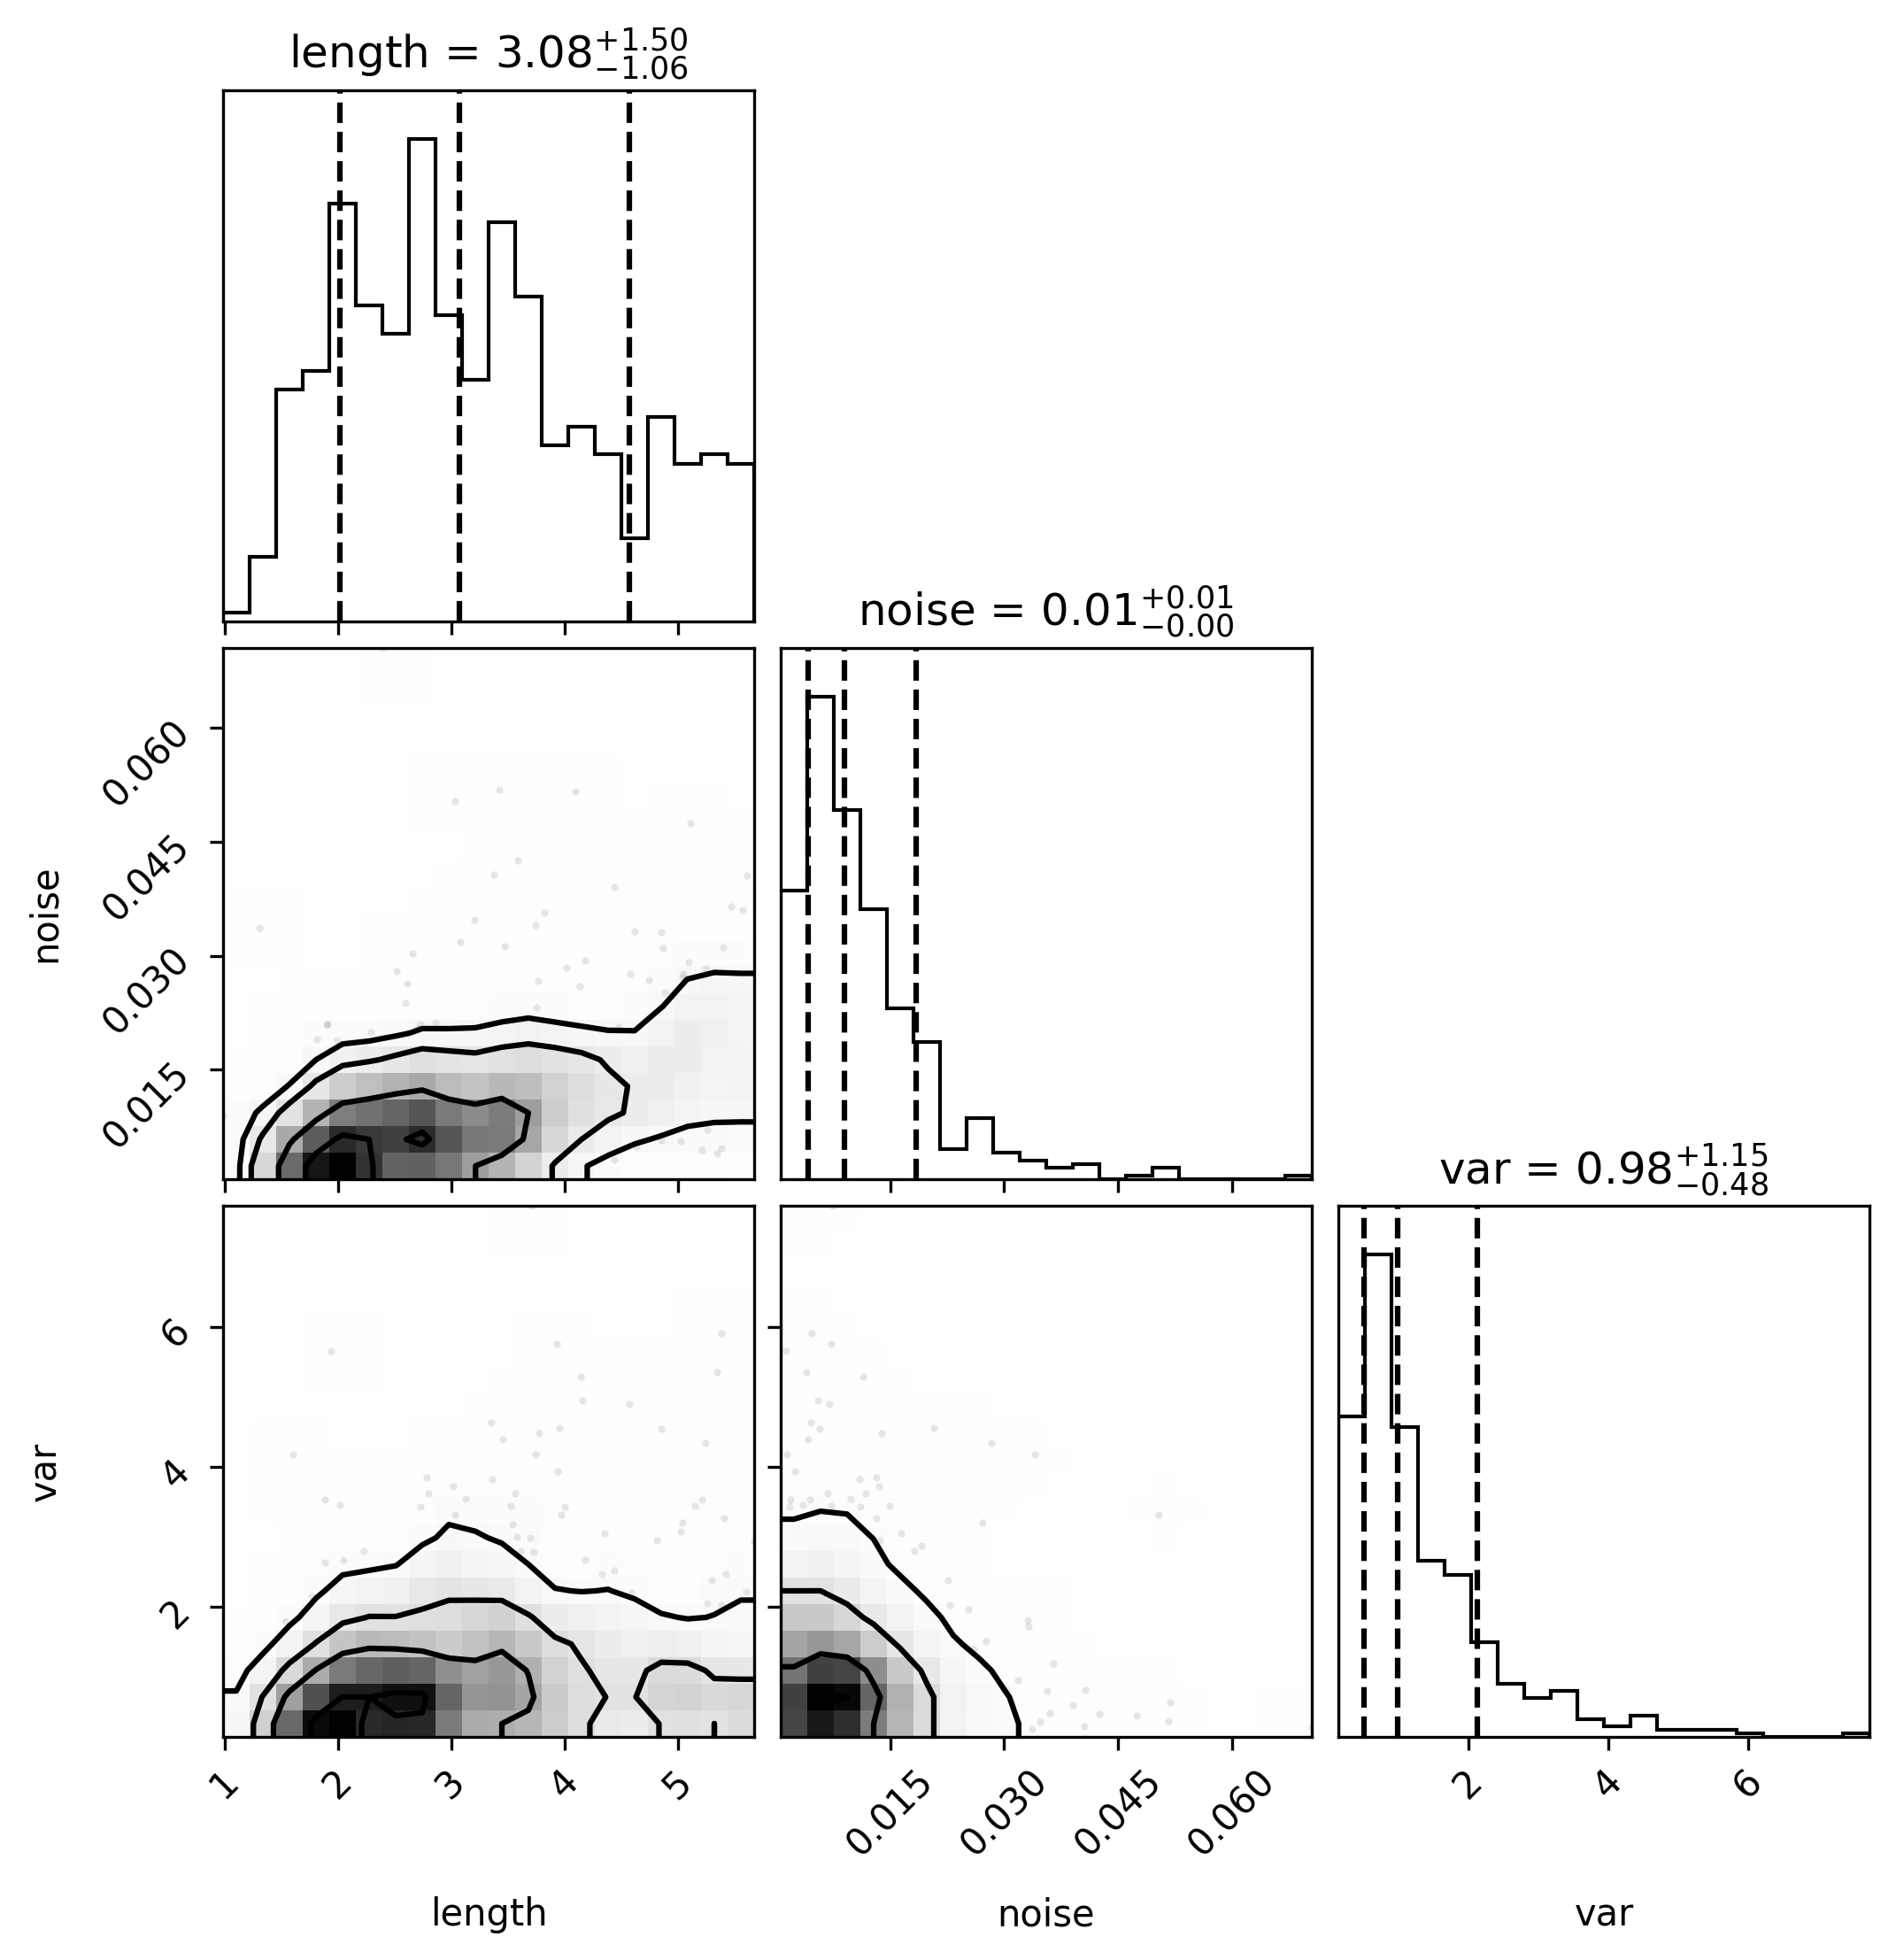 length = 3.08 +1.50 −1.06
noise = 0.01 +0.01 −0.00
0.060
0.045
0.030
0.015
noise
var = 0.98 +1.15 −0.48
6
4
2
var
1 2 3 4 5
0.015 0.030 0.045 0.060
2 4 6
length
noise
var